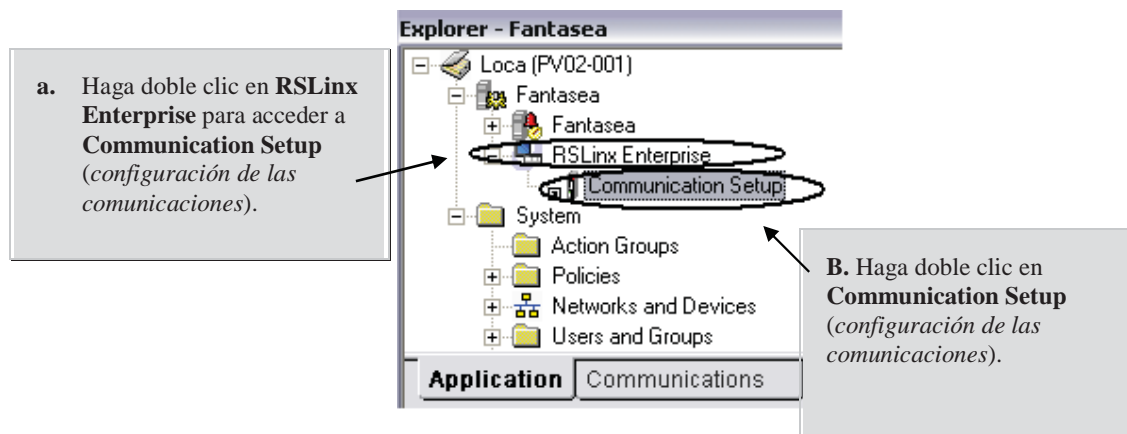 Explorer - Fantasea
a. Haga doble clic en RSLinx
Enterprise para acceder a
Communication Setup
(configuración de las
comunicaciones).
Loca (PV02-001)
Fantasea
Fantasea
RSLinx Enterprise
Communication Setup
System
Action Groups
Policies
Networks and Devices
Users and Groups
Application Communications
B. Haga doble clic en
Communication Setup
(configuración de las
comunicaciones).